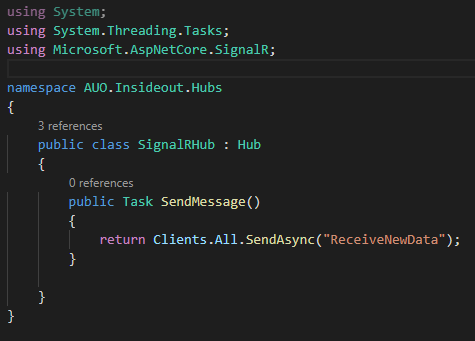 using System;
using System.Threading.Tasks;
using Microsoft.AspNetCore.SignalR;
namespace AUO.Insideout.Hubs
{
3 references
public class SignalRHub : Hub
{
0 references
public Task SendMessage()
{
return Clients.All.SendAsync("ReceiveNewData");
}
}
}